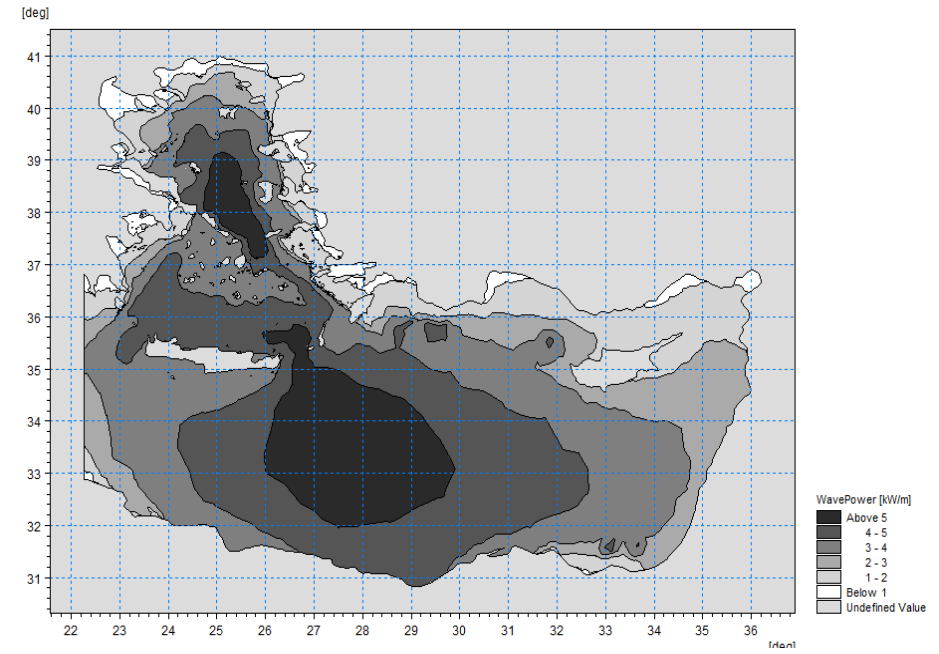 [deg]
41
40
39
38
37
36
35
34
33
32
31
22 23 24 25 26 27 28 29 30 31 32 33 34 35 36
[deg]
WavePower [kW/m]
Above 5
4 - 5
3 - 4
2 - 3
1 - 2
Below 1
Undefined Value